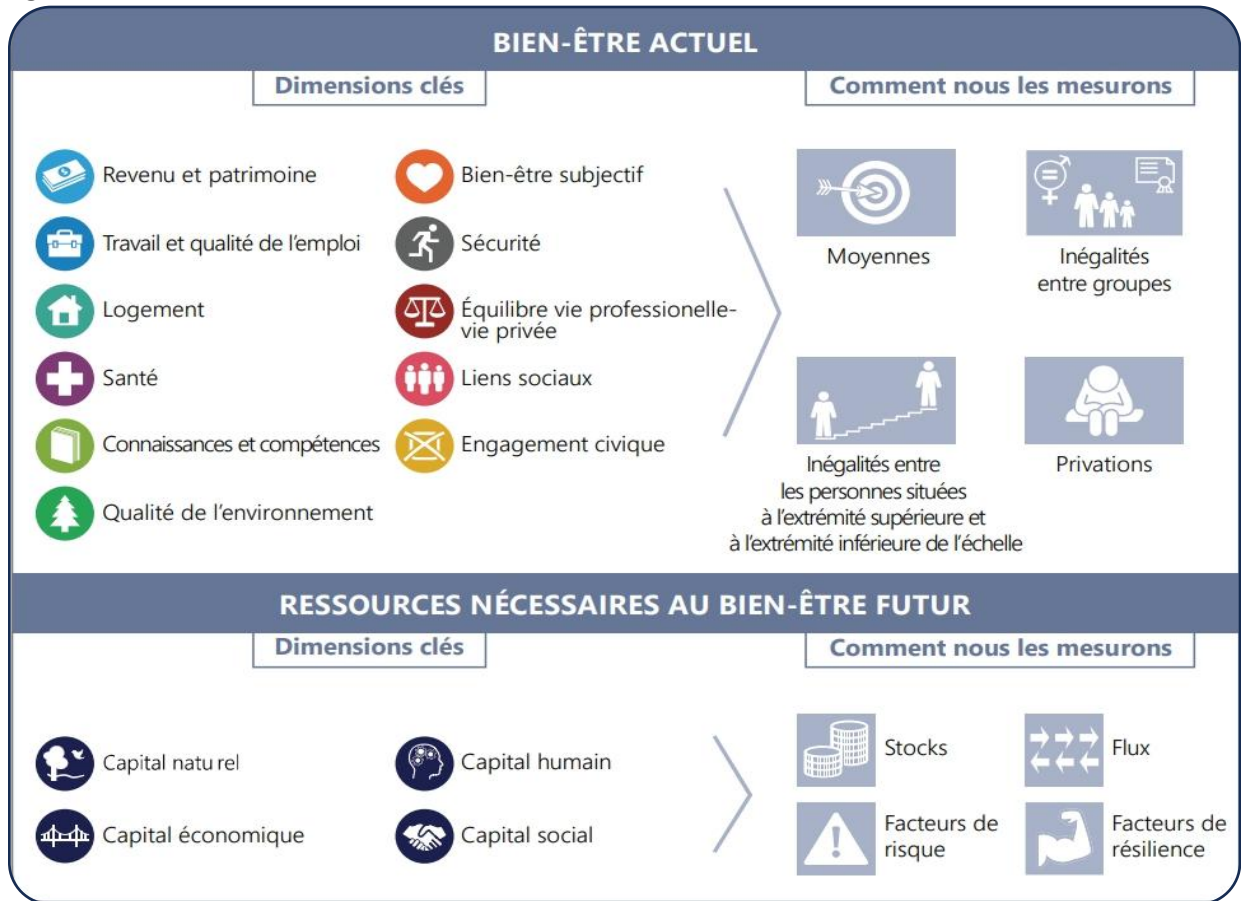 BIEN-ÊTRE ACTUEL
Dimensions clés
Comment nous les mesurons
Revenu et patrimoine
Travail et qualité de l'emploi
Logement
Santé
Connaissances et compétences
Qualité de l'environnement
Bien-être subjectif
Sécurité
Équilibre vie professionelle-
vie privée
Liens sociaux
Engagement civique
Moyennes
Inégalités
entre groupes
Inégalités entre
les personnes situées
à l'extrémité supérieure et
à l'extrémité inférieure de l'échelle
Privations
RESSOURCES NÉCESSAIRES AU BIEN-ÊTRE FUTUR
Dimensions clés
Comment nous les mesurons
Capital natu rel
Capital économique
Capital humain
Capital social
Stocks
Flux
Facteurs de
risque
Facteurs de
résilience